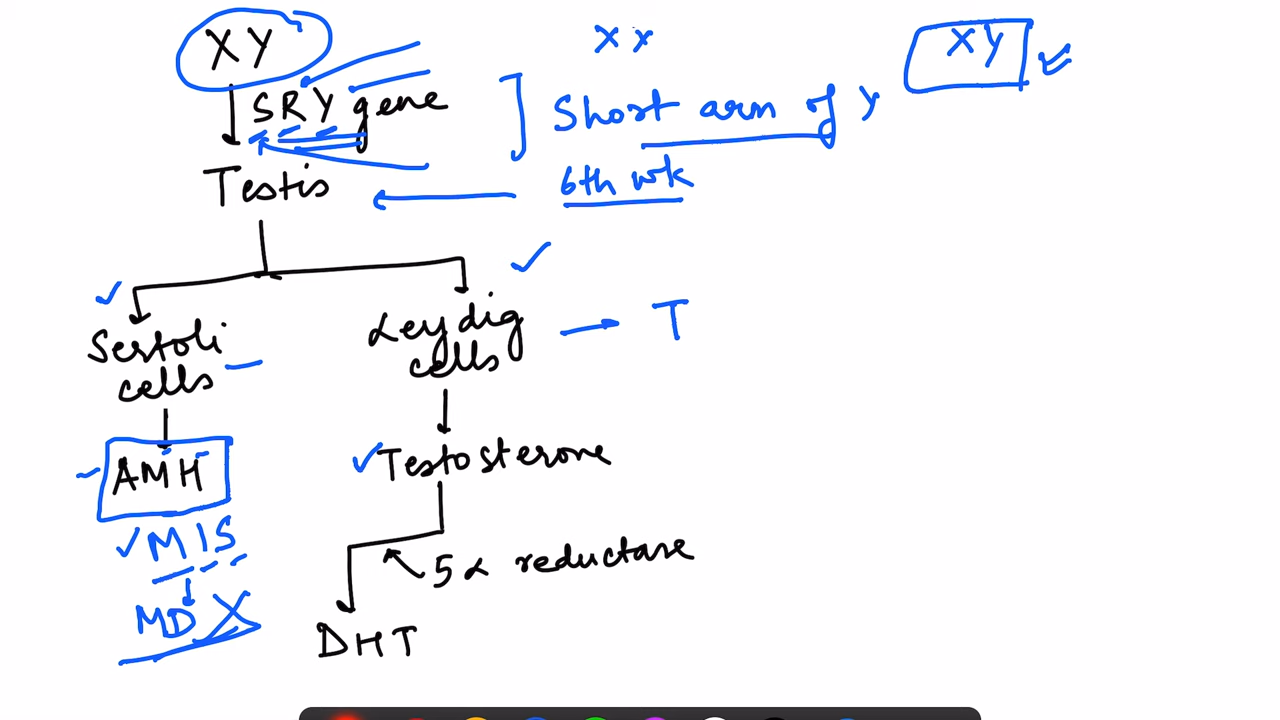 XY
Xx
XY
SRY gene
Short arm of Y
Testis
6th wk
Sertoli cells
Leydig cells
T
AMH
Testosterone
MIS
5α reductase
MD X
DHT